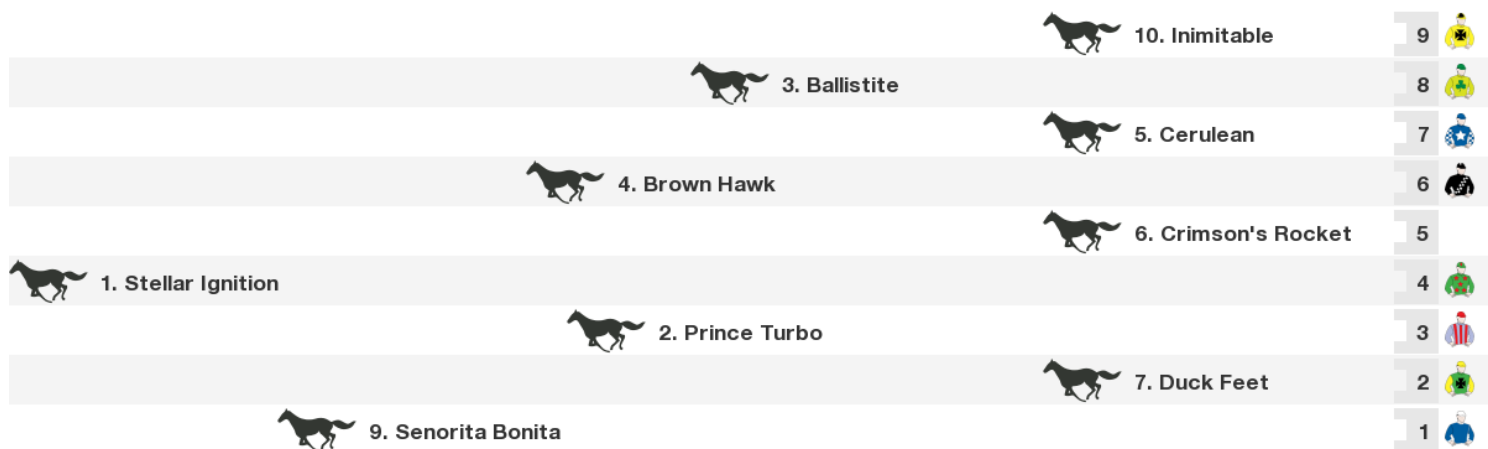 10. Inimitable 9
3. Ballistite 8
5. Cerulean 7
4. Brown Hawk 6
6. Crimson's Rocket 5
1. Stellar Ignition 4
2. Prince Turbo 3
7. Duck Feet 2
9. Senorita Bonita 1